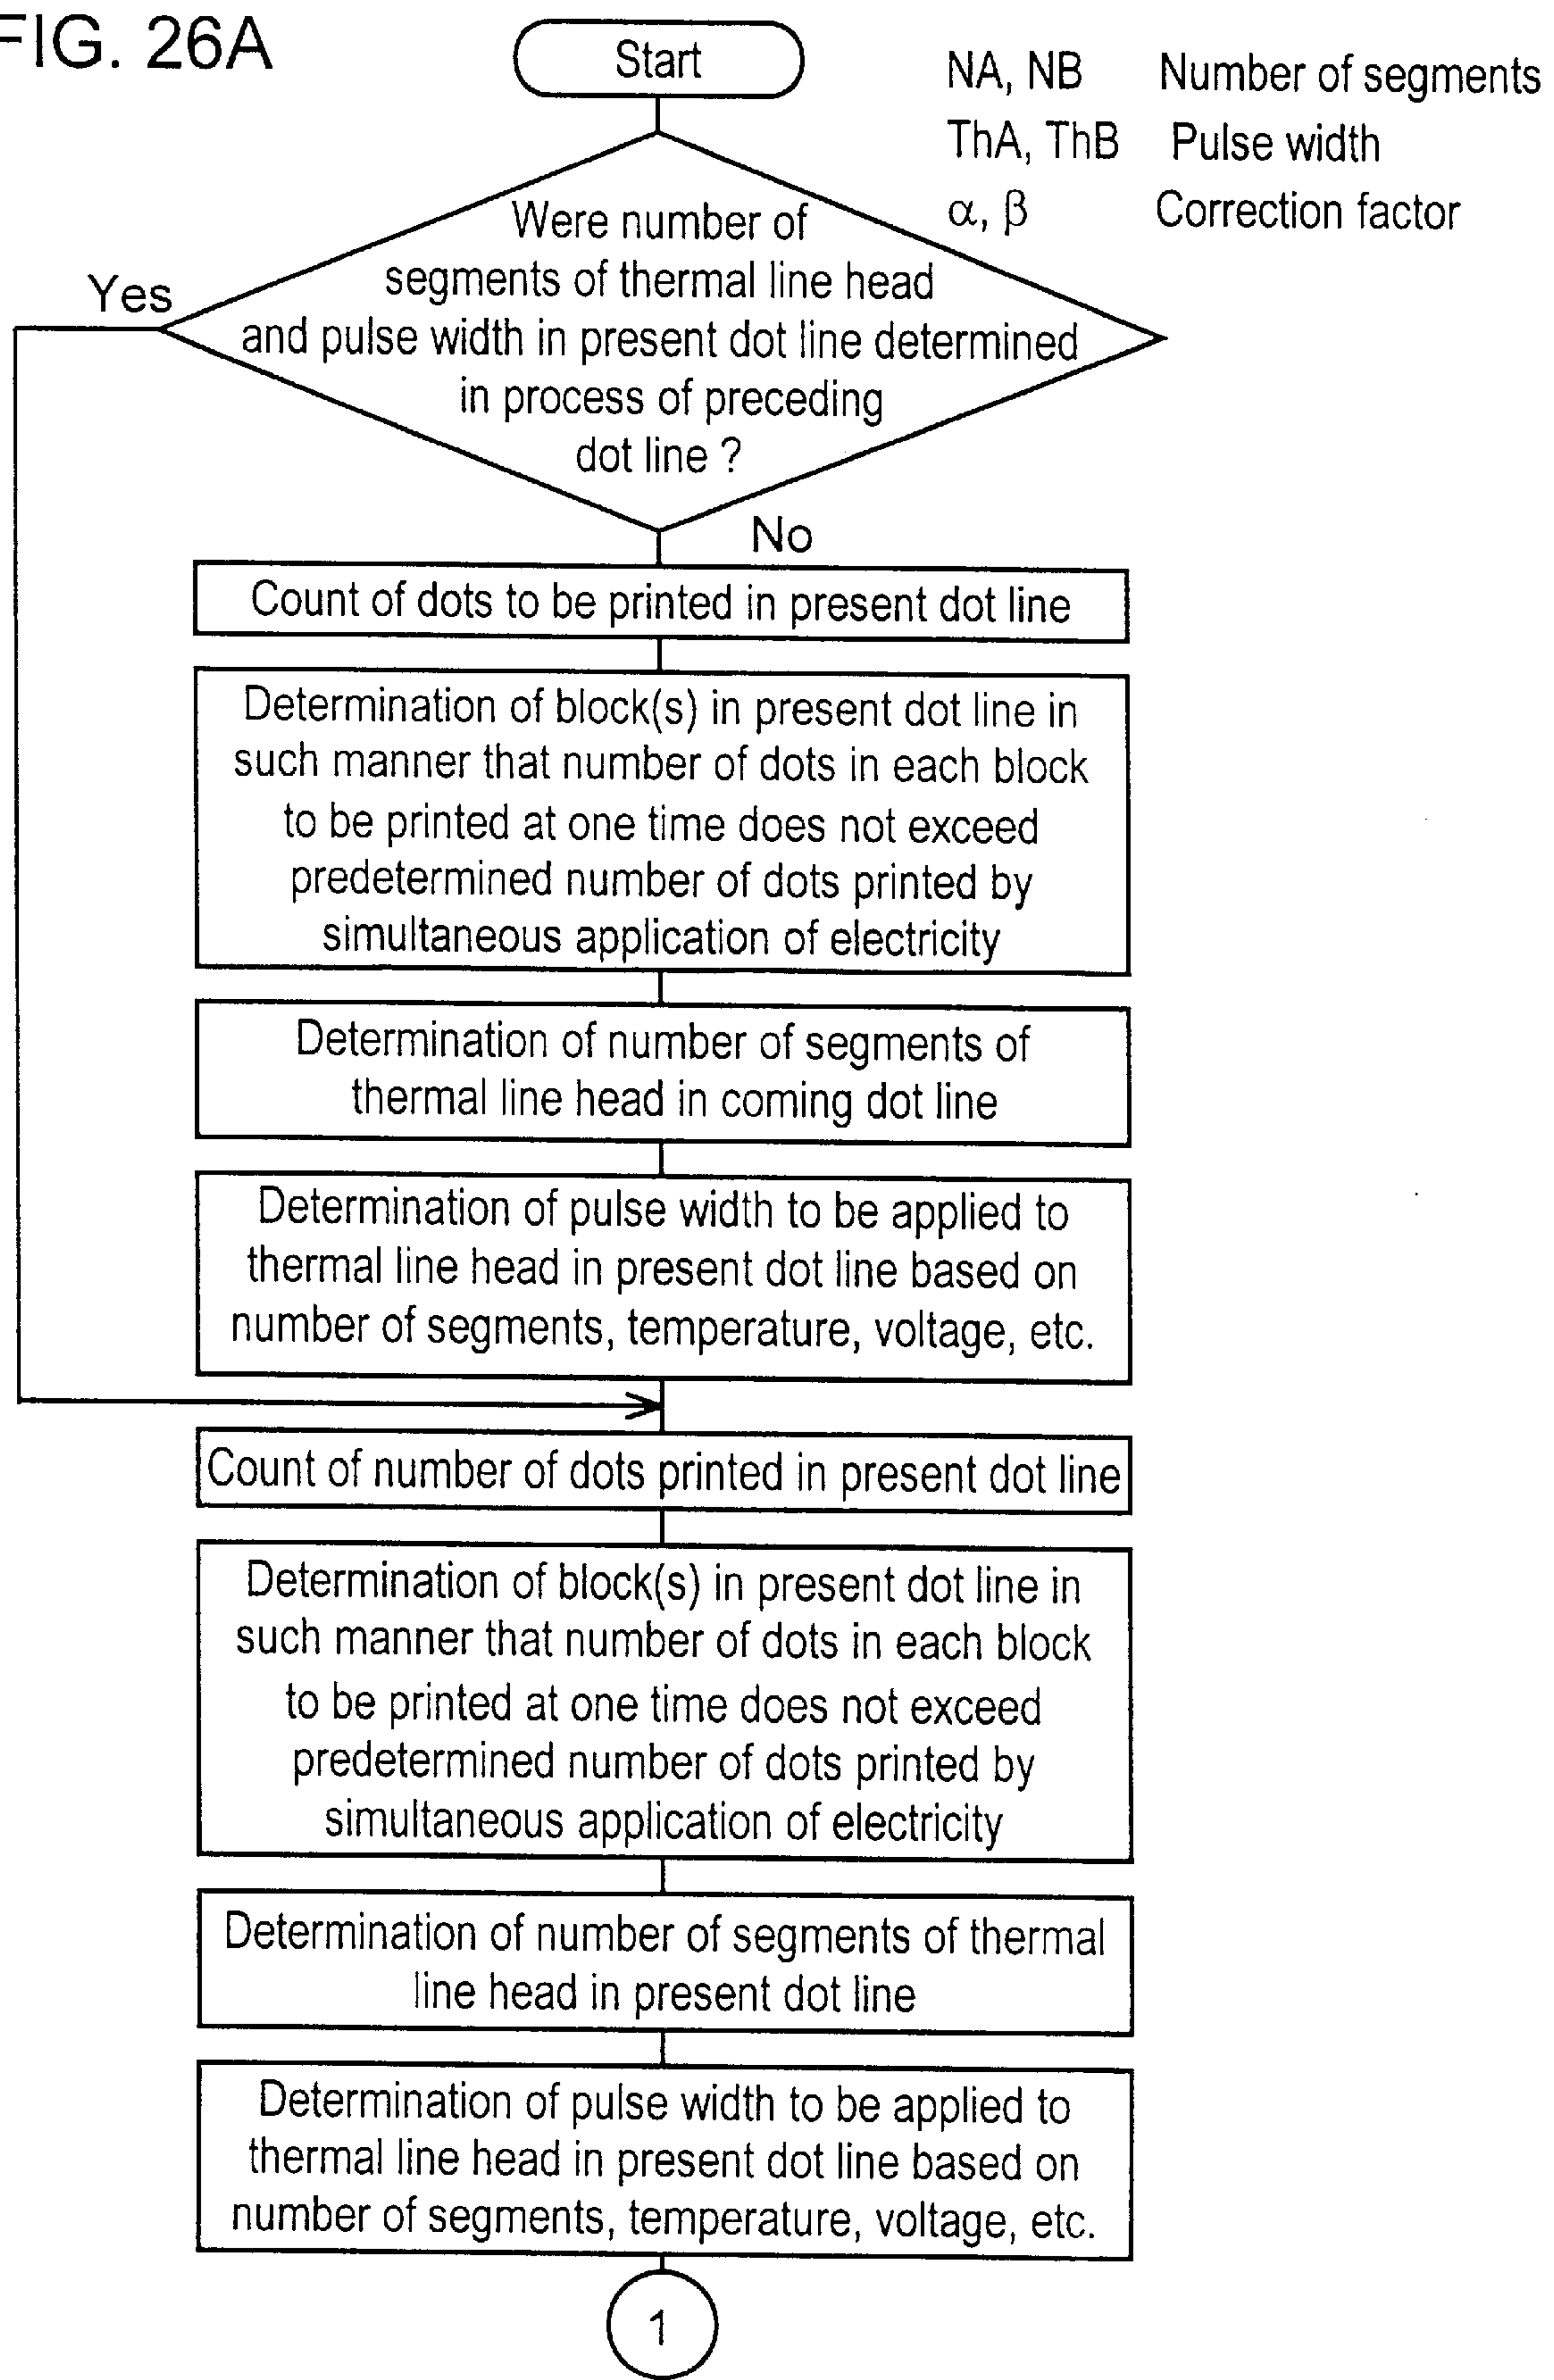 FIG. 26A
Start
NA, NB Number of segments
ThA, ThB Pulse width
α, β Correction factor
Were number of
segments of thermal line head
and pulse width in present dot line determined
in process of preceding
dot line ?
Yes
No
Count of dots to be printed in present dot line
Determination of block(s) in present dot line in
such manner that number of dots in each block
to be printed at one time does not exceed
predetermined number of dots printed by
simultaneous application of electricity
Determination of number of segments of
thermal line head in coming dot line
Determination of pulse width to be applied to
thermal line head in present dot line based on
number of segments, temperature, voltage, etc.
Count of number of dots printed in present dot line
Determination of block(s) in present dot line in
such manner that number of dots in each block
to be printed at one time does not exceed
predetermined number of dots printed by
simultaneous application of electricity
Determination of number of segments of thermal
line head in present dot line
Determination of pulse width to be applied to
thermal line head in present dot line based on
number of segments, temperature, voltage, etc.
1